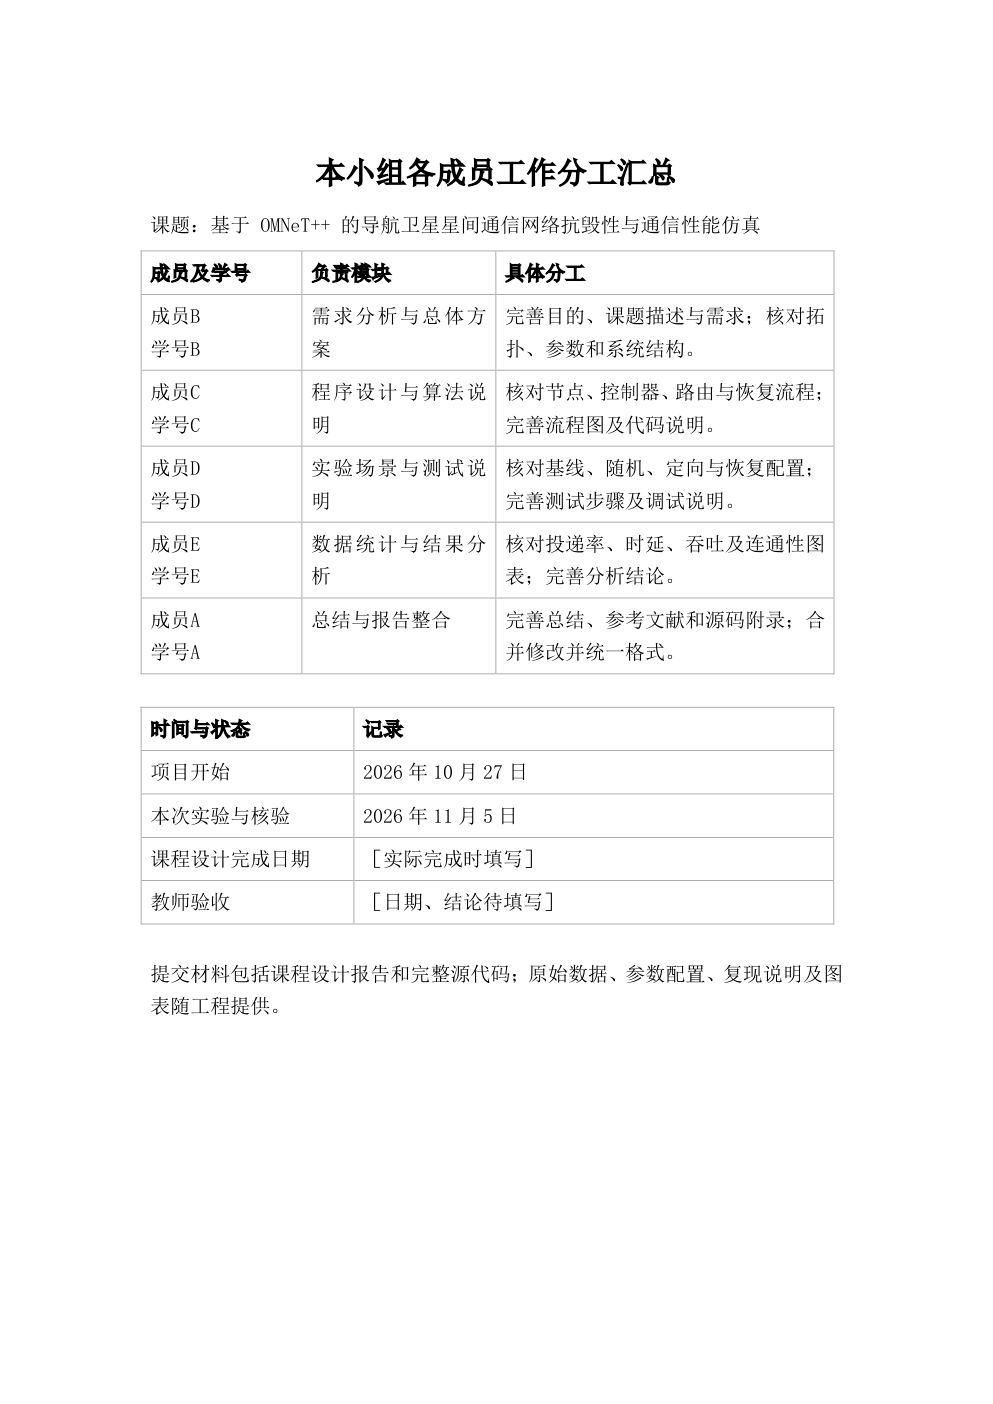 本小组各成员工作分工汇总
课题：基于 OMNeT++ 的导航卫星星间通信网络抗毁性与通信性能仿真
成员及学号 负责模块 具体分工
成员B 需求分析与总体方 完善目的、课题描述与需求；核对拓
学号B 案 扑、参数和系统结构。
成员C 程序设计与算法说 核对节点、控制器、路由与恢复流程；
学号C 明 完善流程图及代码说明。
成员D 实验场景与测试说 核对基线、随机、定向与恢复配置；
学号D 明 完善测试步骤及调试说明。
成员E 数据统计与结果分 核对投递率、时延、吞吐及连通性图
学号E 析 表；完善分析结论。
成员A 总结与报告整合 完善总结、参考文献和源码附录；合
学号A 并修改并统一格式。
时间与状态 记录
项目开始 2026 年 10 月 27 日
本次实验与核验 2026 年 11 月 5 日
课程设计完成日期 ［实际完成时填写］
教师验收 ［日期、结论待填写］
提交材料包括课程设计报告和完整源代码；原始数据、参数配置、复现说明及图
表随工程提供。